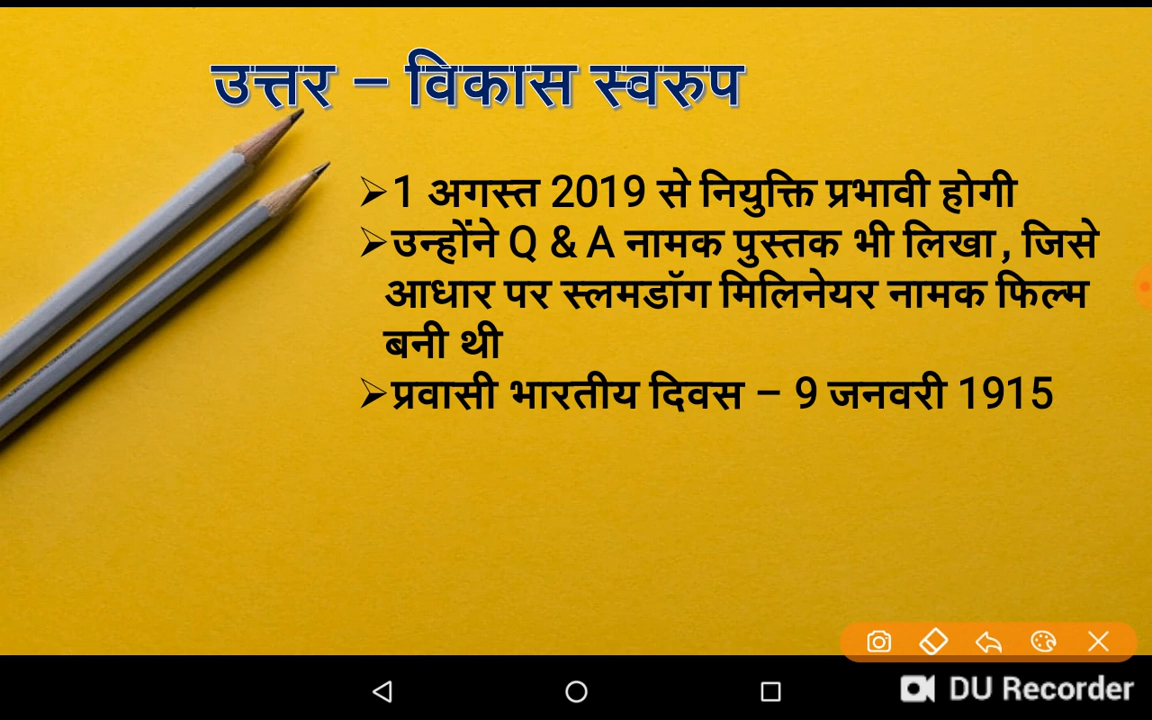 उत्तर – विकास स्वरुप
➢1 अगस्त 2019 से नियुक्ति प्रभावी होगी
➢उन्होंने Q & A नामक पुस्तक भी लिखा, जिसे
आधार पर स्लमडॉग मिलिनेयर नामक फिल्म
बनी थी
➢प्रवासी भारतीय दिवस – 9 जनवरी 1915
DU Recorder